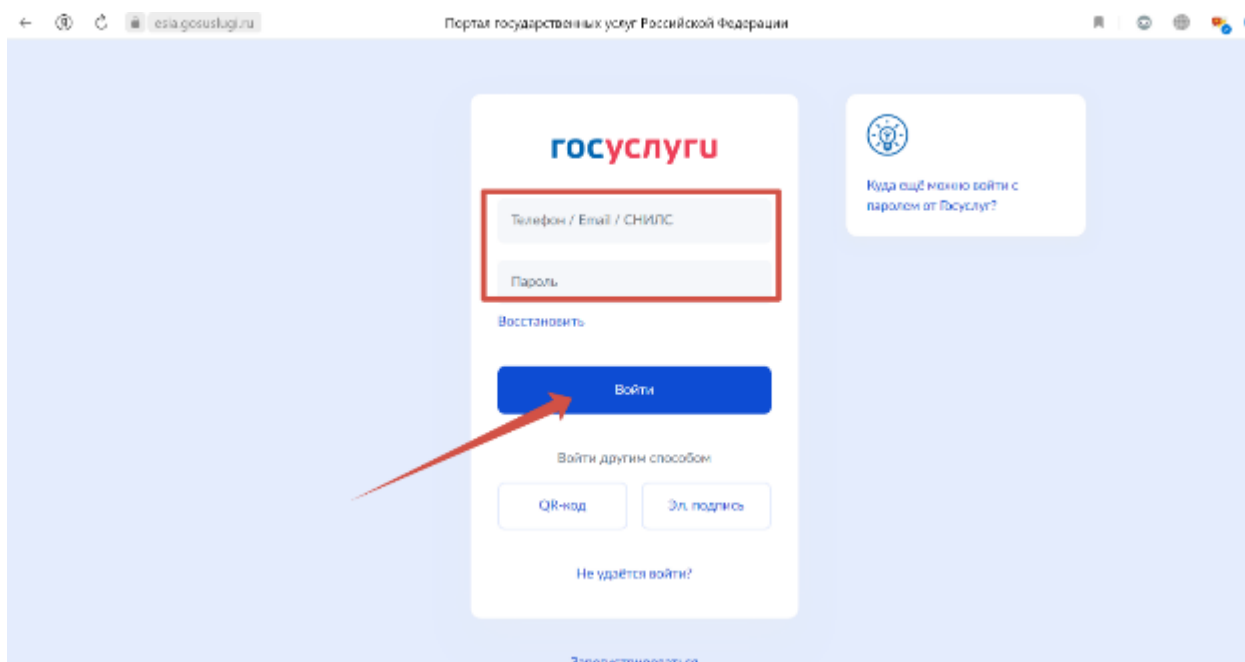 esia.gosuslugi.ru
Портал государственных услуг Российской Федерации
госуслуги
Телефон / Email / СНИЛС
Пароль
Восстановить
Войти
Войти другим способом
QR-код
Эл. подпись
Не удаётся войти?
Зарегистрироваться
Куда ещё можно войти с
паролем от Госуслуг?